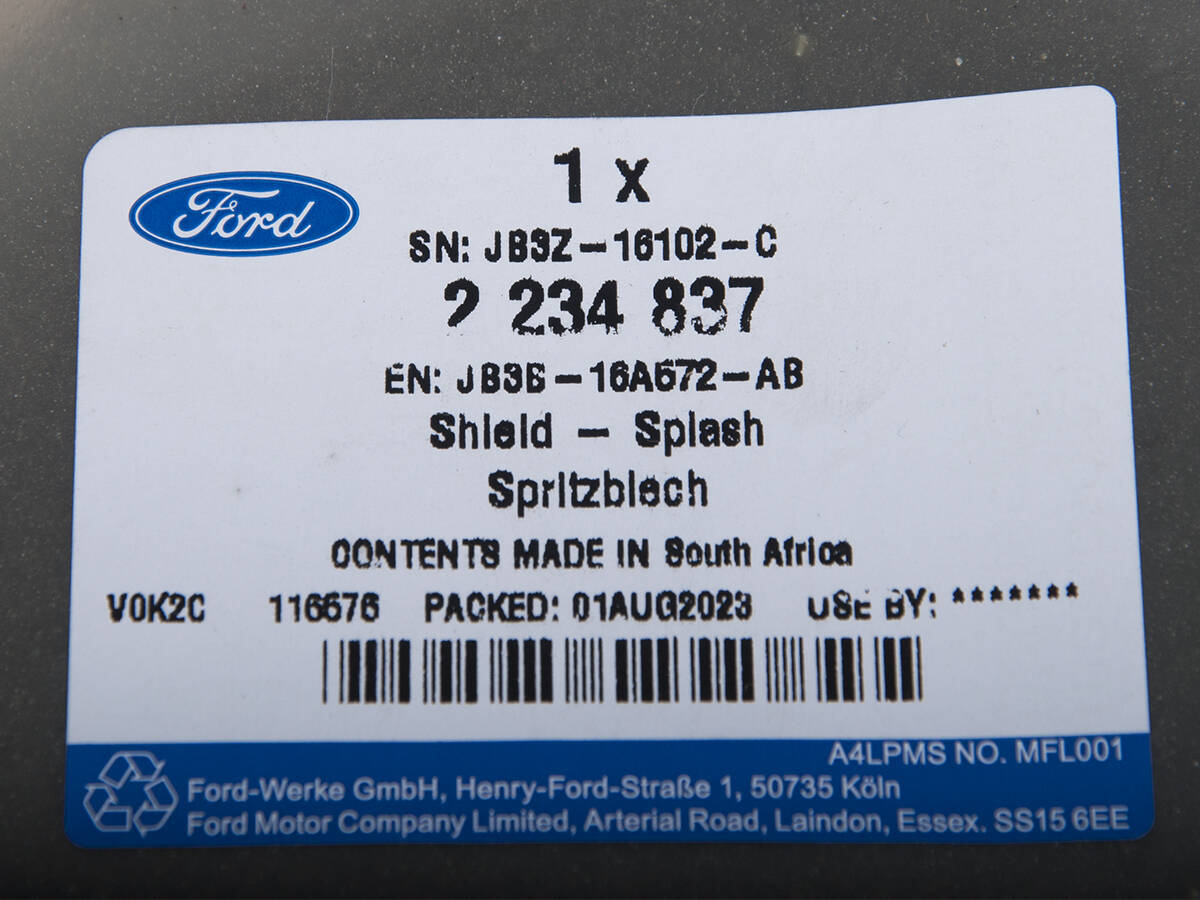 Ford
1 x
SN: JB3Z-16102-C
2 234 837
EN: JB3B-16A672-AB
Shield - Splash
Spritzblech
CONTENTS MADE IN South Africa
V0K2C 116676 PACKED: 01AUG2023 USE BY: *******
A4LPMS NO. MFL001
Ford-Werke GmbH, Henry-Ford-Straße 1, 50735 Köln
Ford Motor Company Limited, Arterial Road, Laindon, Essex. SS15 6EE